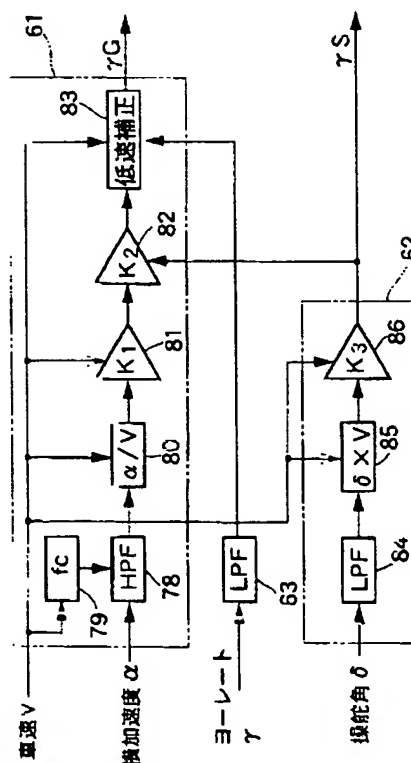 61
車速V
fc
79
83
低速補正
γG
82
K2
81
K1
80
α/V
HPF
78
横加速度 α
LPF
63
ヨーレート
γ
γS
62
K3
86
85
δ×V
LPF
84
操舵角 δ